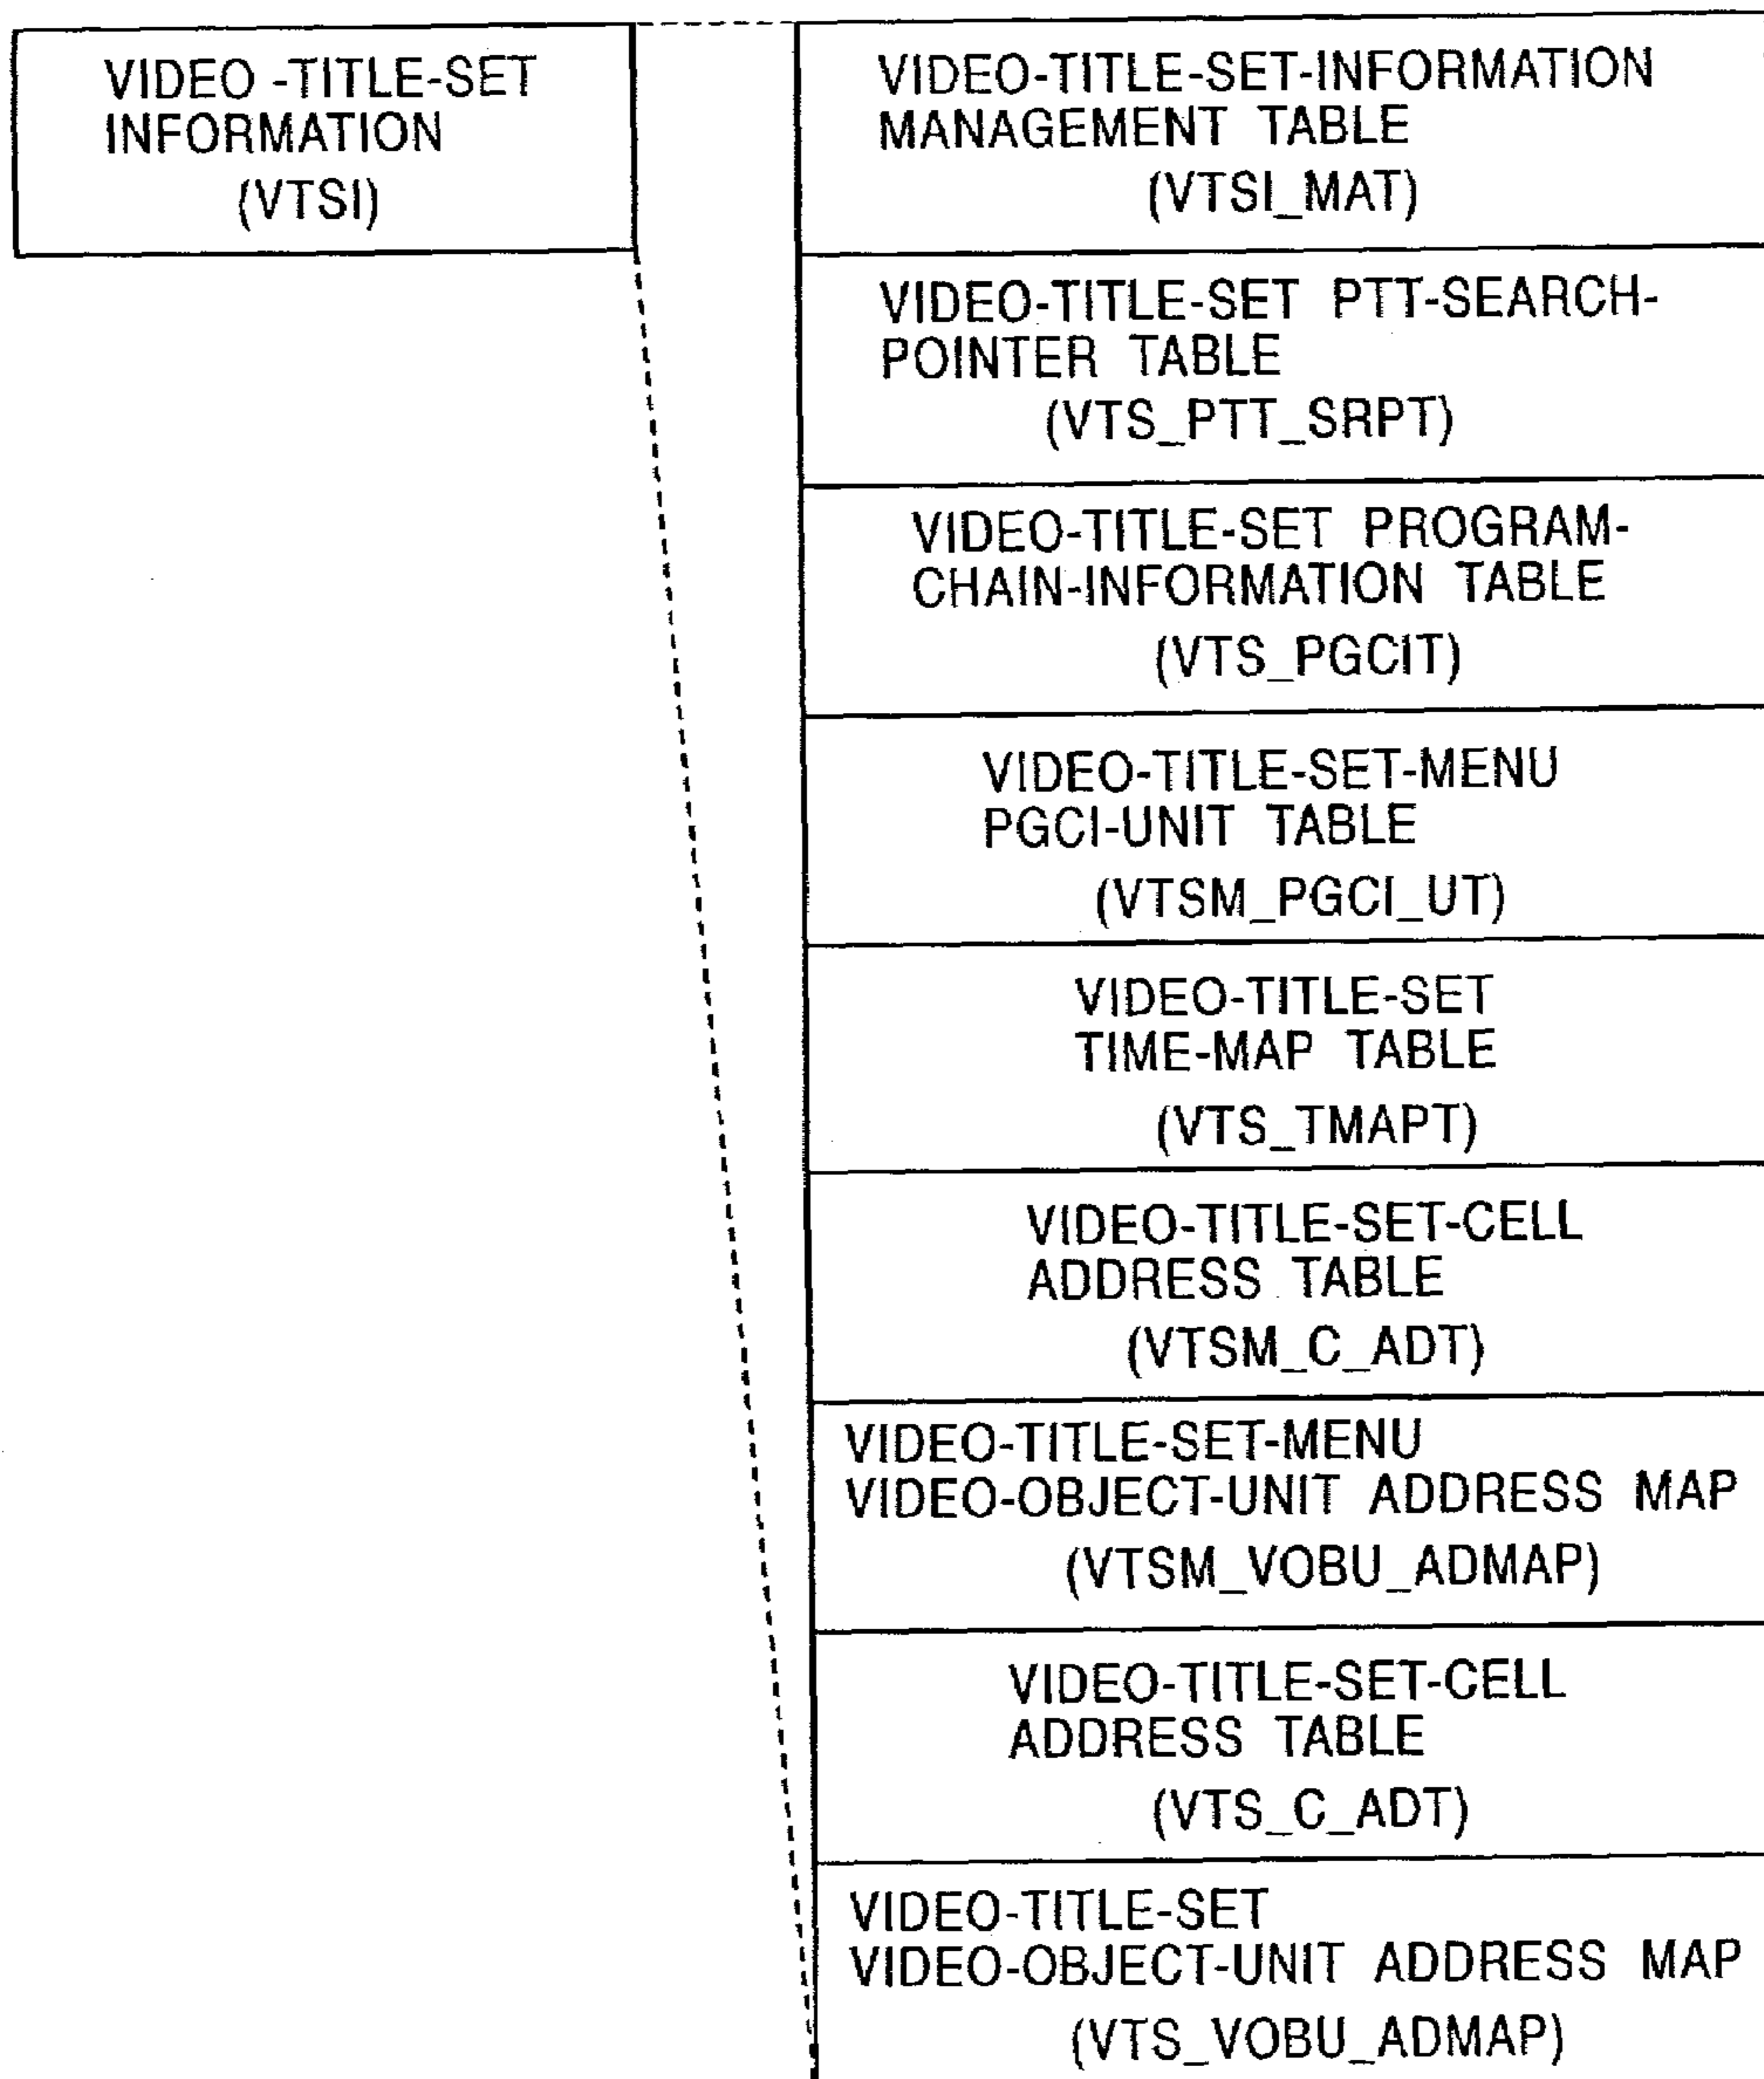 VIDEO -TITLE-SET
INFORMATION
(VTSI)
VIDEO-TITLE-SET-INFORMATION
MANAGEMENT TABLE
(VTSI_MAT)
VIDEO-TITLE-SET PTT-SEARCH-
POINTER TABLE
(VTS_PTT_SRPT)
VIDEO-TITLE-SET PROGRAM-
CHAIN-INFORMATION TABLE
(VTS_PGCIT)
VIDEO-TITLE-SET-MENU
PGCI-UNIT TABLE
(VTSM_PGCI_UT)
VIDEO-TITLE-SET
TIME-MAP TABLE
(VTS_TMAPT)
VIDEO-TITLE-SET-CELL
ADDRESS TABLE
(VTSM_C_ADT)
VIDEO-TITLE-SET-MENU
VIDEO-OBJECT-UNIT ADDRESS MAP
(VTSM_VOBU_ADMAP)
VIDEO-TITLE-SET-CELL
ADDRESS TABLE
(VTS_C_ADT)
VIDEO-TITLE-SET
VIDEO-OBJECT-UNIT ADDRESS MAP
(VTS_VOBU_ADMAP)